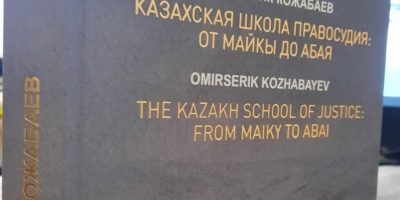 КОЖАБАЕВ
КАЗАХСКАЯ ШКОЛА ПРАВОСУДИЯ:
ОТ МАЙКЫ ДО АБАЯ
OMIRSERIK KOZHABAYEV
THE KAZAKH SCHOOL OF JUSTICE:
FROM MAIKY TO ABAI
ОЖАБАЕВ